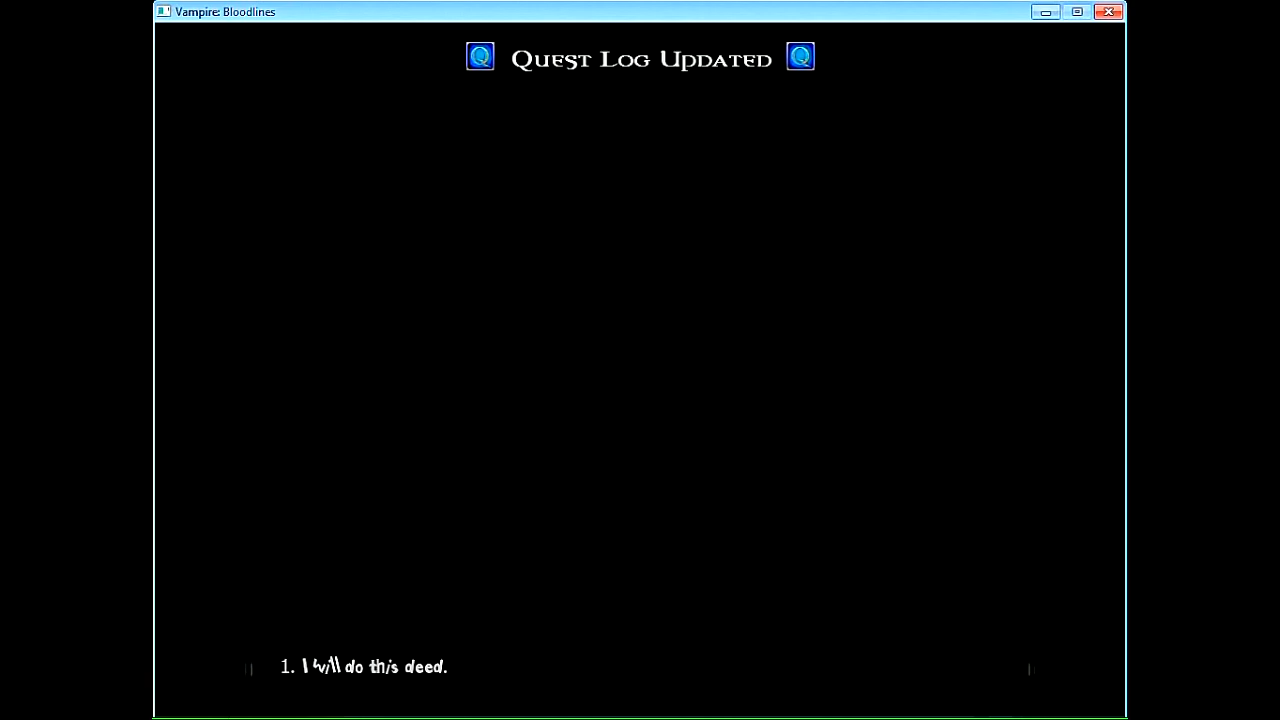 Vampire: Bloodlines
Q Quest Log Updated Q
1. I will do this deed.